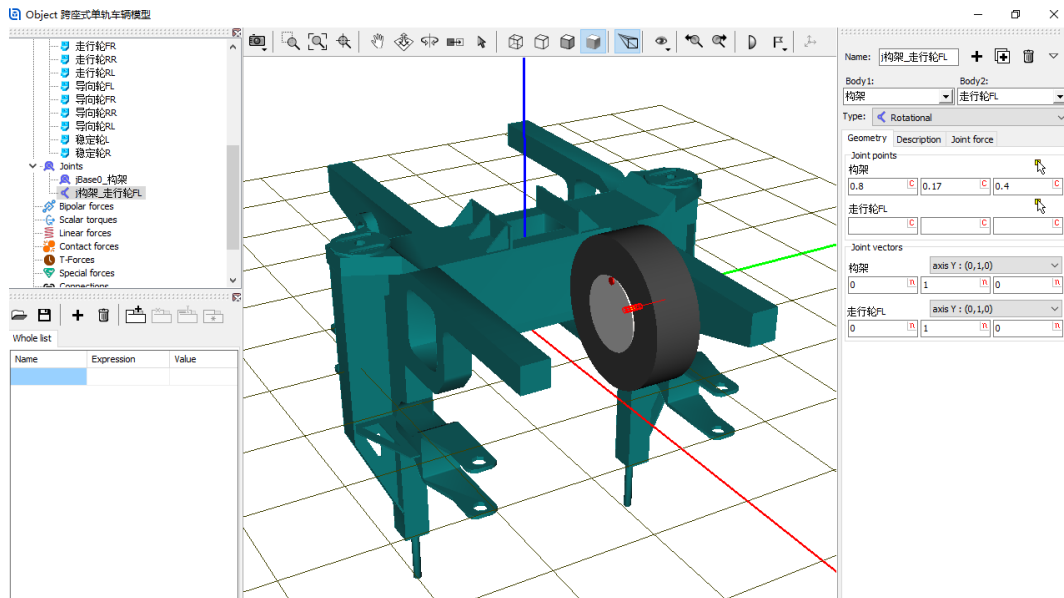 Object 跨座式单轨车辆模型
走行轮FR
走行轮RR
走行轮RL
导向轮FL
导向轮FR
导向轮RR
导向轮RL
稳定轮L
稳定轮R
Joints
jBase0_构架
j构架_走行轮FL
Bipolar forces
Scalar torques
Linear forces
Contact forces
T-Forces
Special forces
Connections
Whole list
Name Expression Value
Name: j构架_走行轮FL
Body1: Body2:
构架 走行轮FL
Type: Rotational
Geometry Description Joint force
Joint points
构架
0.8 C 0.17 C 0.4 C
走行轮FL
C C C
Joint vectors
构架 axis Y : (0,1,0)
0 n 1 n 0 n
走行轮FL axis Y : (0,1,0)
0 n 1 n 0 n